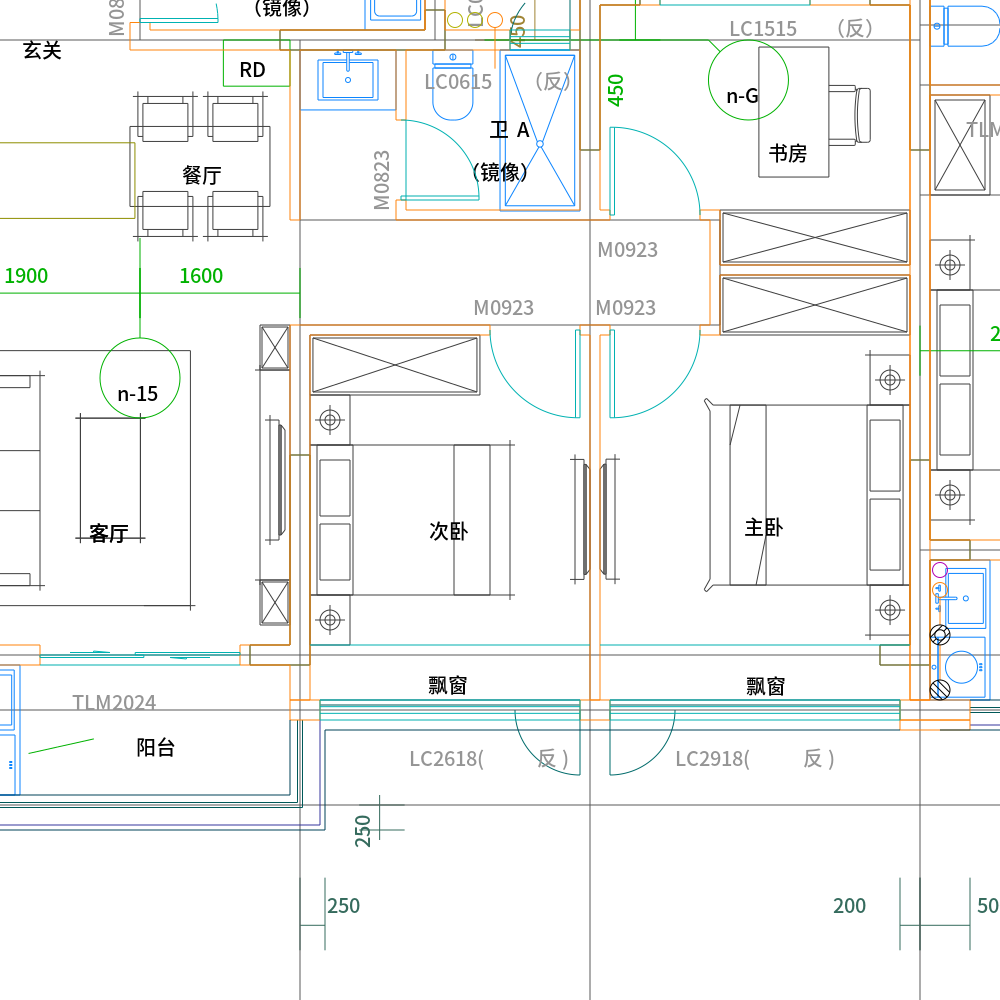 M08
(镜像)
450
LC1515 (反)
玄关
RD
LC0615 (反)
450
n-G
卫 A
TLM
餐厅
M0823
(镜像)
书房
M0923
1900
1600
M0923
M0923
2
n-15
客厅
次卧
主卧
飘窗
飘窗
TLM2024
阳台
LC2618( 反 )
LC2918( 反 )
250
250
200
50